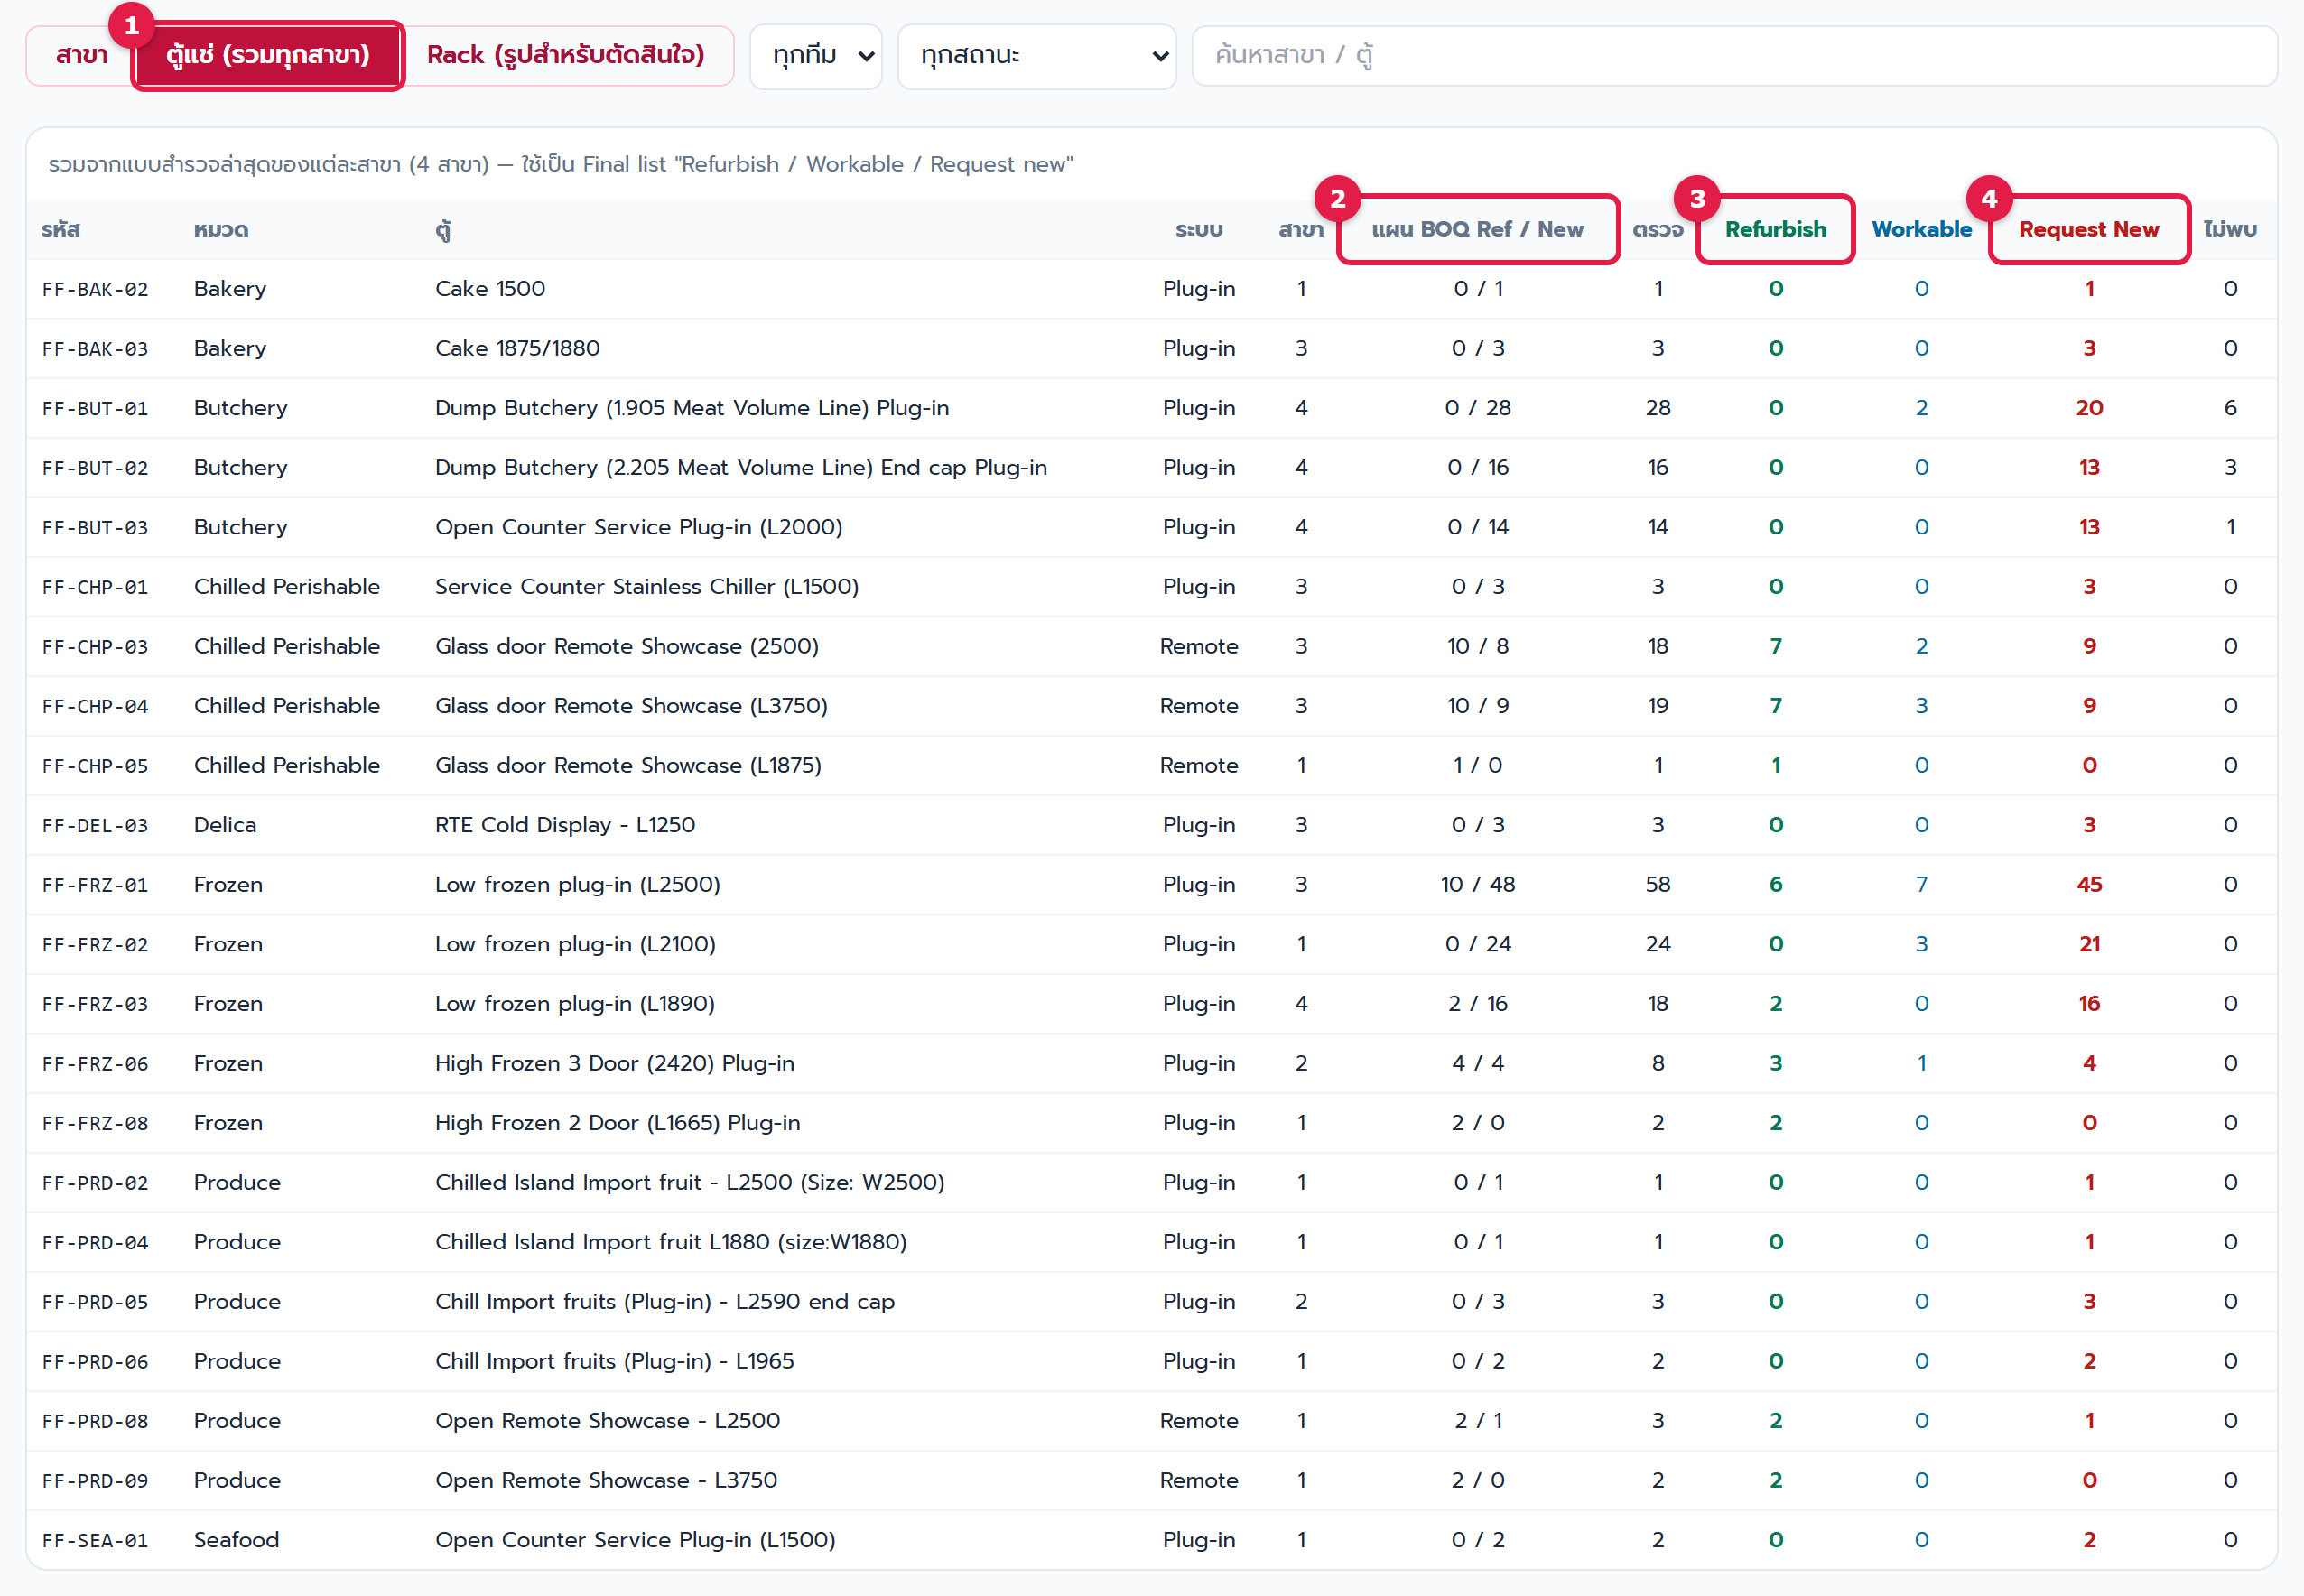 1
สาขา ตู้แช่ (รวมทุกสาขา) Rack (รูปสำหรับตัดสินใจ) ทุกทีม ทุกสถานะ ค้นหาสาขา / ตู้
รวมจากแบบสำรวจล่าสุดของแต่ละสาขา (4 สาขา) — ใช้เป็น Final list "Refurbish / Workable / Request new"
2 3 4
รหัส หมวด ตู้ ระบบ สาขา แผน BOQ Ref / New ตรวจ Refurbish Workable Request New ไม่พบ
FF-BAK-02 Bakery Cake 1500 Plug-in 1 0 / 1 1 0 0 1 0
FF-BAK-03 Bakery Cake 1875/1880 Plug-in 3 0 / 3 3 0 0 3 0
FF-BUT-01 Butchery Dump Butchery (1.905 Meat Volume Line) Plug-in Plug-in 4 0 / 28 28 0 2 20 6
FF-BUT-02 Butchery Dump Butchery (2.205 Meat Volume Line) End cap Plug-in Plug-in 4 0 / 16 16 0 0 13 3
FF-BUT-03 Butchery Open Counter Service Plug-in (L2000) Plug-in 4 0 / 14 14 0 0 13 1
FF-CHP-01 Chilled Perishable Service Counter Stainless Chiller (L1500) Plug-in 3 0 / 3 3 0 0 3 0
FF-CHP-03 Chilled Perishable Glass door Remote Showcase (2500) Remote 3 10 / 8 18 7 2 9 0
FF-CHP-04 Chilled Perishable Glass door Remote Showcase (L3750) Remote 3 10 / 9 19 7 3 9 0
FF-CHP-05 Chilled Perishable Glass door Remote Showcase (L1875) Remote 1 1 / 0 1 1 0 0 0
FF-DEL-03 Delica RTE Cold Display - L1250 Plug-in 3 0 / 3 3 0 0 3 0
FF-FRZ-01 Frozen Low frozen plug-in (L2500) Plug-in 3 10 / 48 58 6 7 45 0
FF-FRZ-02 Frozen Low frozen plug-in (L2100) Plug-in 1 0 / 24 24 0 3 21 0
FF-FRZ-03 Frozen Low frozen plug-in (L1890) Plug-in 4 2 / 16 18 2 0 16 0
FF-FRZ-06 Frozen High Frozen 3 Door (2420) Plug-in Plug-in 2 4 / 4 8 3 1 4 0
FF-FRZ-08 Frozen High Frozen 2 Door (L1665) Plug-in Plug-in 1 2 / 0 2 2 0 0 0
FF-PRD-02 Produce Chilled Island Import fruit - L2500 (Size: W2500) Plug-in 1 0 / 1 1 0 0 1 0
FF-PRD-04 Produce Chilled Island Import fruit L1880 (size:W1880) Plug-in 1 0 / 1 1 0 0 1 0
FF-PRD-05 Produce Chill Import fruits (Plug-in) - L2590 end cap Plug-in 2 0 / 3 3 0 0 3 0
FF-PRD-06 Produce Chill Import fruits (Plug-in) - L1965 Plug-in 1 0 / 2 2 0 0 2 0
FF-PRD-08 Produce Open Remote Showcase - L2500 Remote 1 2 / 1 3 2 0 1 0
FF-PRD-09 Produce Open Remote Showcase - L3750 Remote 1 2 / 0 2 2 0 0 0
FF-SEA-01 Seafood Open Counter Service Plug-in (L1500) Plug-in 1 0 / 2 2 0 0 2 0